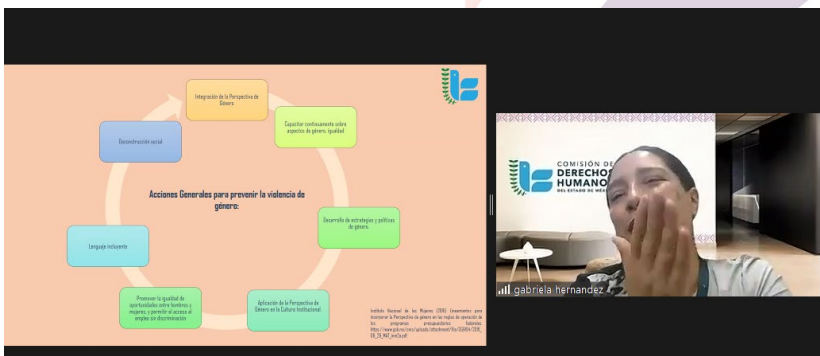 Integración de la Perspectiva de
Género
Capacitar continuamente sobre
aspectos de género, igualdad
Desarrollo de estrategias y políticas
de género
Aplicación de la Perspectiva de
Género en la Cultura Institucional
Promover la igualdad de
oportunidades entre hombres y
mujeres, y permitir el acceso al
empleo sin discriminación
Lenguaje incluyente
Deconstrucción social
Acciones Generales para prevenir la violencia de
género:
Instituto Nacional de las Mujeres (2016) Lineamientos para
incorporar la Perspectiva de género en las reglas de operación de
los programas presupuestarios federales.
COMISIÓN DE
DERECHOS
HUMANO
DEL ESTADO DE MÉX
gabriela hernandez